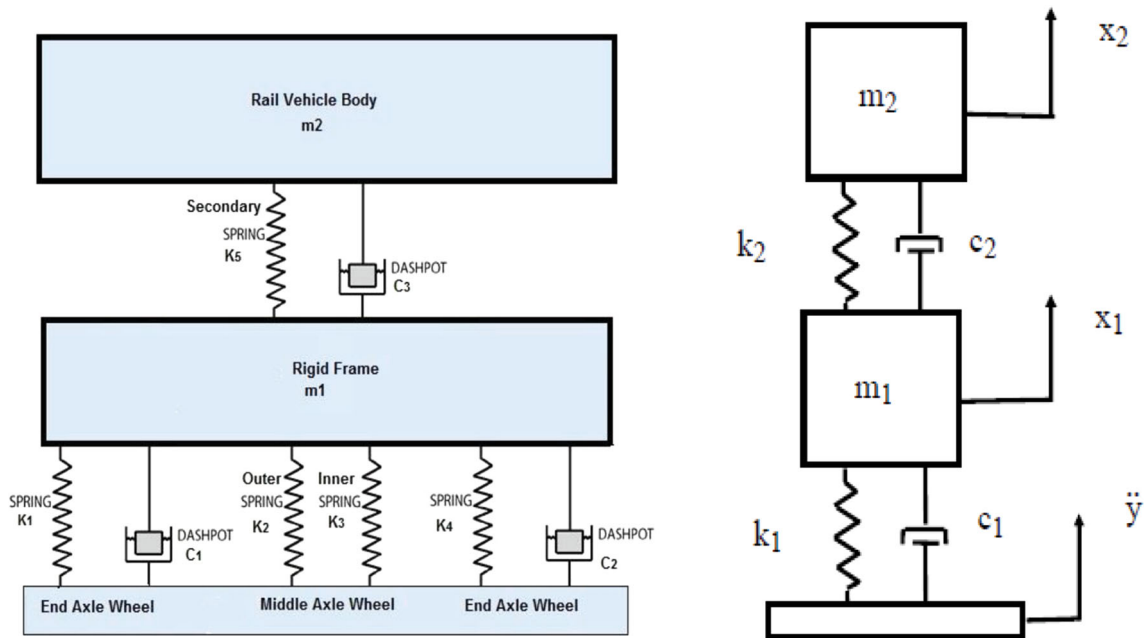 Rail Vehicle Body
m2
Secondary
SPRING
K5
DASHPOT
C3
Rigid Frame
m1
SPRING
K1
DASHPOT
C1
Outer
SPRING
K2
Inner
SPRING
K3
SPRING
K4
DASHPOT
C2
End Axle Wheel
Middle Axle Wheel
End Axle Wheel
x₂
m₂
k₂
c₂
x₁
m₁
k₁
c₁
ÿ